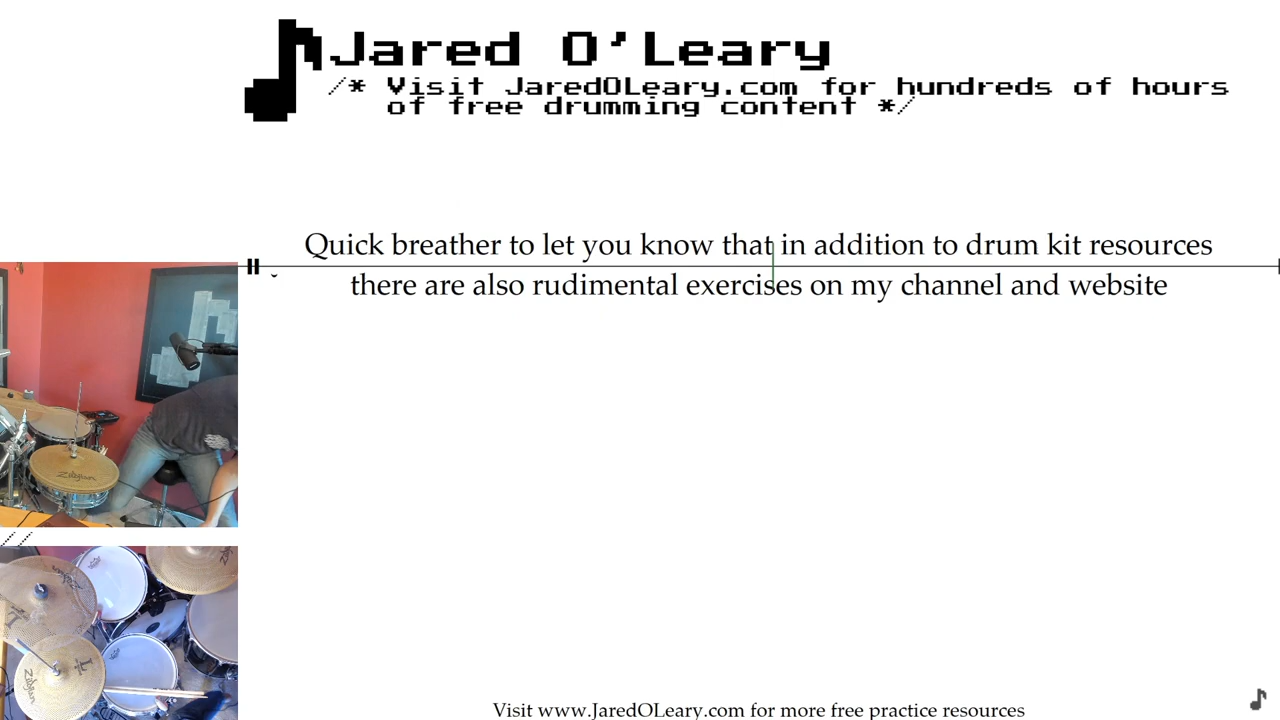 Jared O'Leary
/* Visit JaredOLeary.com for hundreds of hours
of free drumming content */
Quick breather to let you know that in addition to drum kit resources
there are also rudimental exercises on my channel and website
Zildjian
//
Zildjian
Visit www.JaredOLeary.com for more free practice resources